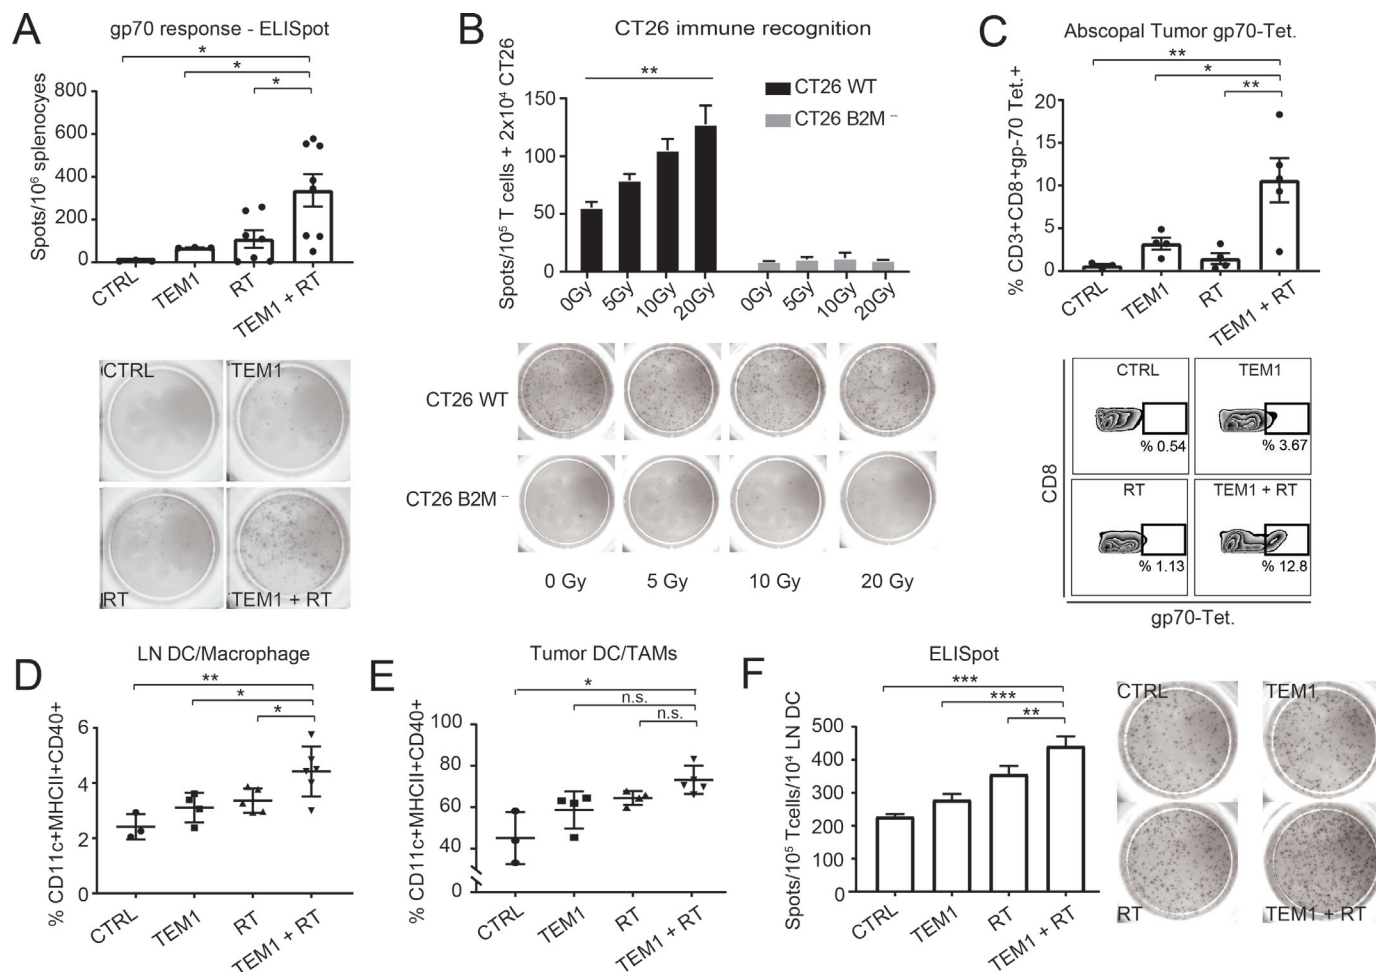 A
gp70 response - ELISpot
*
*
*
Spots/10⁶ splenocyes
800
600
400
200
0
CTRL
TEM1
RT
TEM1 + RT
CTRL
TEM1
RT
TEM1 + RT
B
CT26 immune recognition
**
CT26 WT
CT26 B2M --
Spots/10⁵ T cells + 2x10⁴ CT26
150
100
50
0
0Gy
5Gy
10Gy
20Gy
0Gy
5Gy
10Gy
20Gy
CT26 WT
CT26 B2M --
0 Gy
5 Gy
10 Gy
20 Gy
C
Abscopal Tumor gp70-Tet.
**
*
**
% CD3+CD8+gp-70 Tet.+
20
15
10
5
0
CTRL
TEM1
RT
TEM1 + RT
CTRL
% 0.54
TEM1
% 3.67
RT
% 1.13
TEM1 + RT
% 12.8
CD8
gp70-Tet.
D
LN DC/Macrophage
**
*
*
% CD11c+MHCII+CD40+
6
4
2
0
CTRL
TEM1
RT
TEM1 + RT
E
Tumor DC/TAMs
*
n.s.
n.s.
% CD11c+MHCII+CD40+
100
80
60
40
0
CTRL
TEM1
RT
TEM1 + RT
F
ELISpot
***
***
**
Spots/10⁵ Tcells/10⁴ LN DC
500
400
300
200
100
0
CTRL
TEM1
RT
TEM1 + RT
CTRL
TEM1
RT
TEM1 + RT